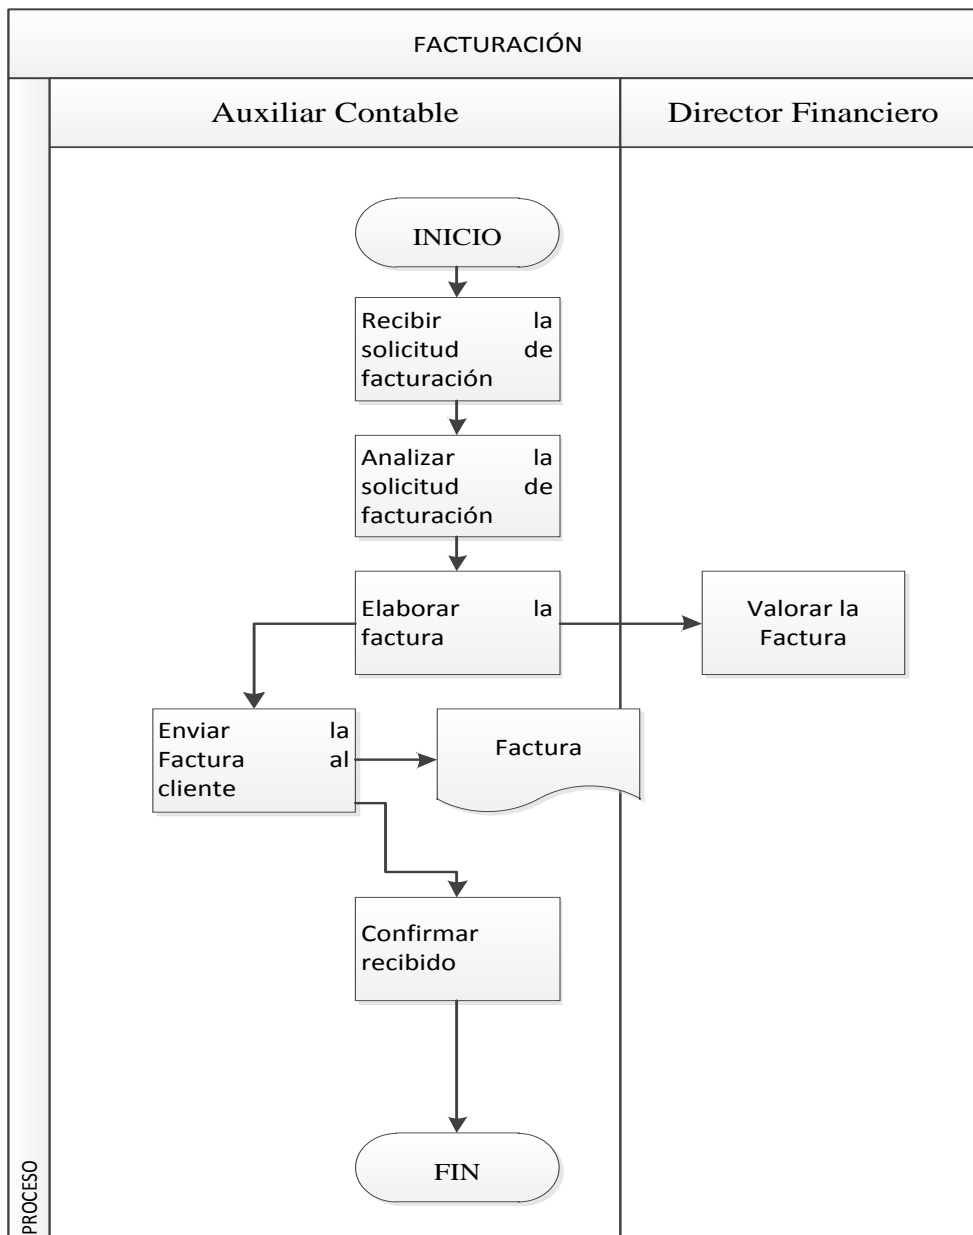 FACTURACIÓN
Auxiliar Contable
Director Financiero
INICIO
Recibir la
solicitud de
facturación
Analizar la
solicitud de
facturación
Elaborar la
factura
Valorar la
Factura
Enviar la
Factura al
cliente
Factura
Confirmar
recibido
FIN
PROCESO